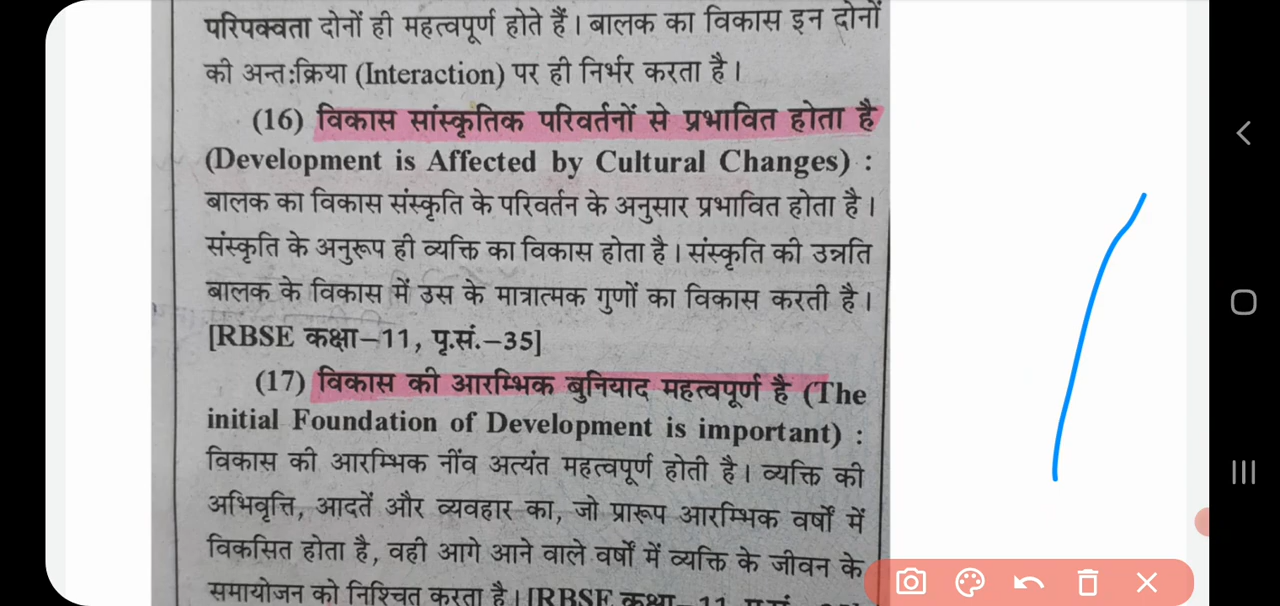 परिपक्वता दोनों ही महत्वपूर्ण होते हैं। बालक का विकास इन दोनों
की अन्त:क्रिया (Interaction) पर ही निर्भर करता है।
(16) विकास सांस्कृतिक परिवर्तनों से प्रभावित होता है
(Development is Affected by Cultural Changes) :
बालक का विकास संस्कृति के परिवर्तन के अनुसार प्रभावित होता है।
संस्कृति के अनुरूप ही व्यक्ति का विकास होता है। संस्कृति की उन्नति
बालक के विकास में उस के मात्रात्मक गुणों का विकास करती है।
[RBSE कक्षा-11, पृ.सं.-35]
(17) विकास की आरम्भिक बुनियाद महत्वपूर्ण है (The
initial Foundation of Development is important) :
विकास की आरम्भिक नींव अत्यंत महत्वपूर्ण होती है। व्यक्ति की
अभिवृत्ति, आदतें और व्यवहार का, जो प्रारूप आरम्भिक वर्षों में
विकसित होता है, वही आगे आने वाले वर्षों में व्यक्ति के जीवन के
समायोजन को निश्चित करता है। [RBSE कक्षा-11